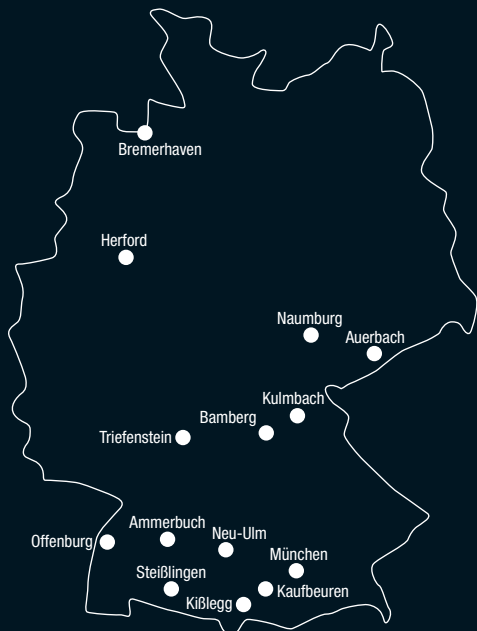 Bremerhaven
Herford
Naumburg
Auerbach
Kulmbach
Bamberg
Triefenstein
Ammerbuch
Offenburg
Neu-Ulm
München
Steißlingen
Kaufbeuren
Kißlegg